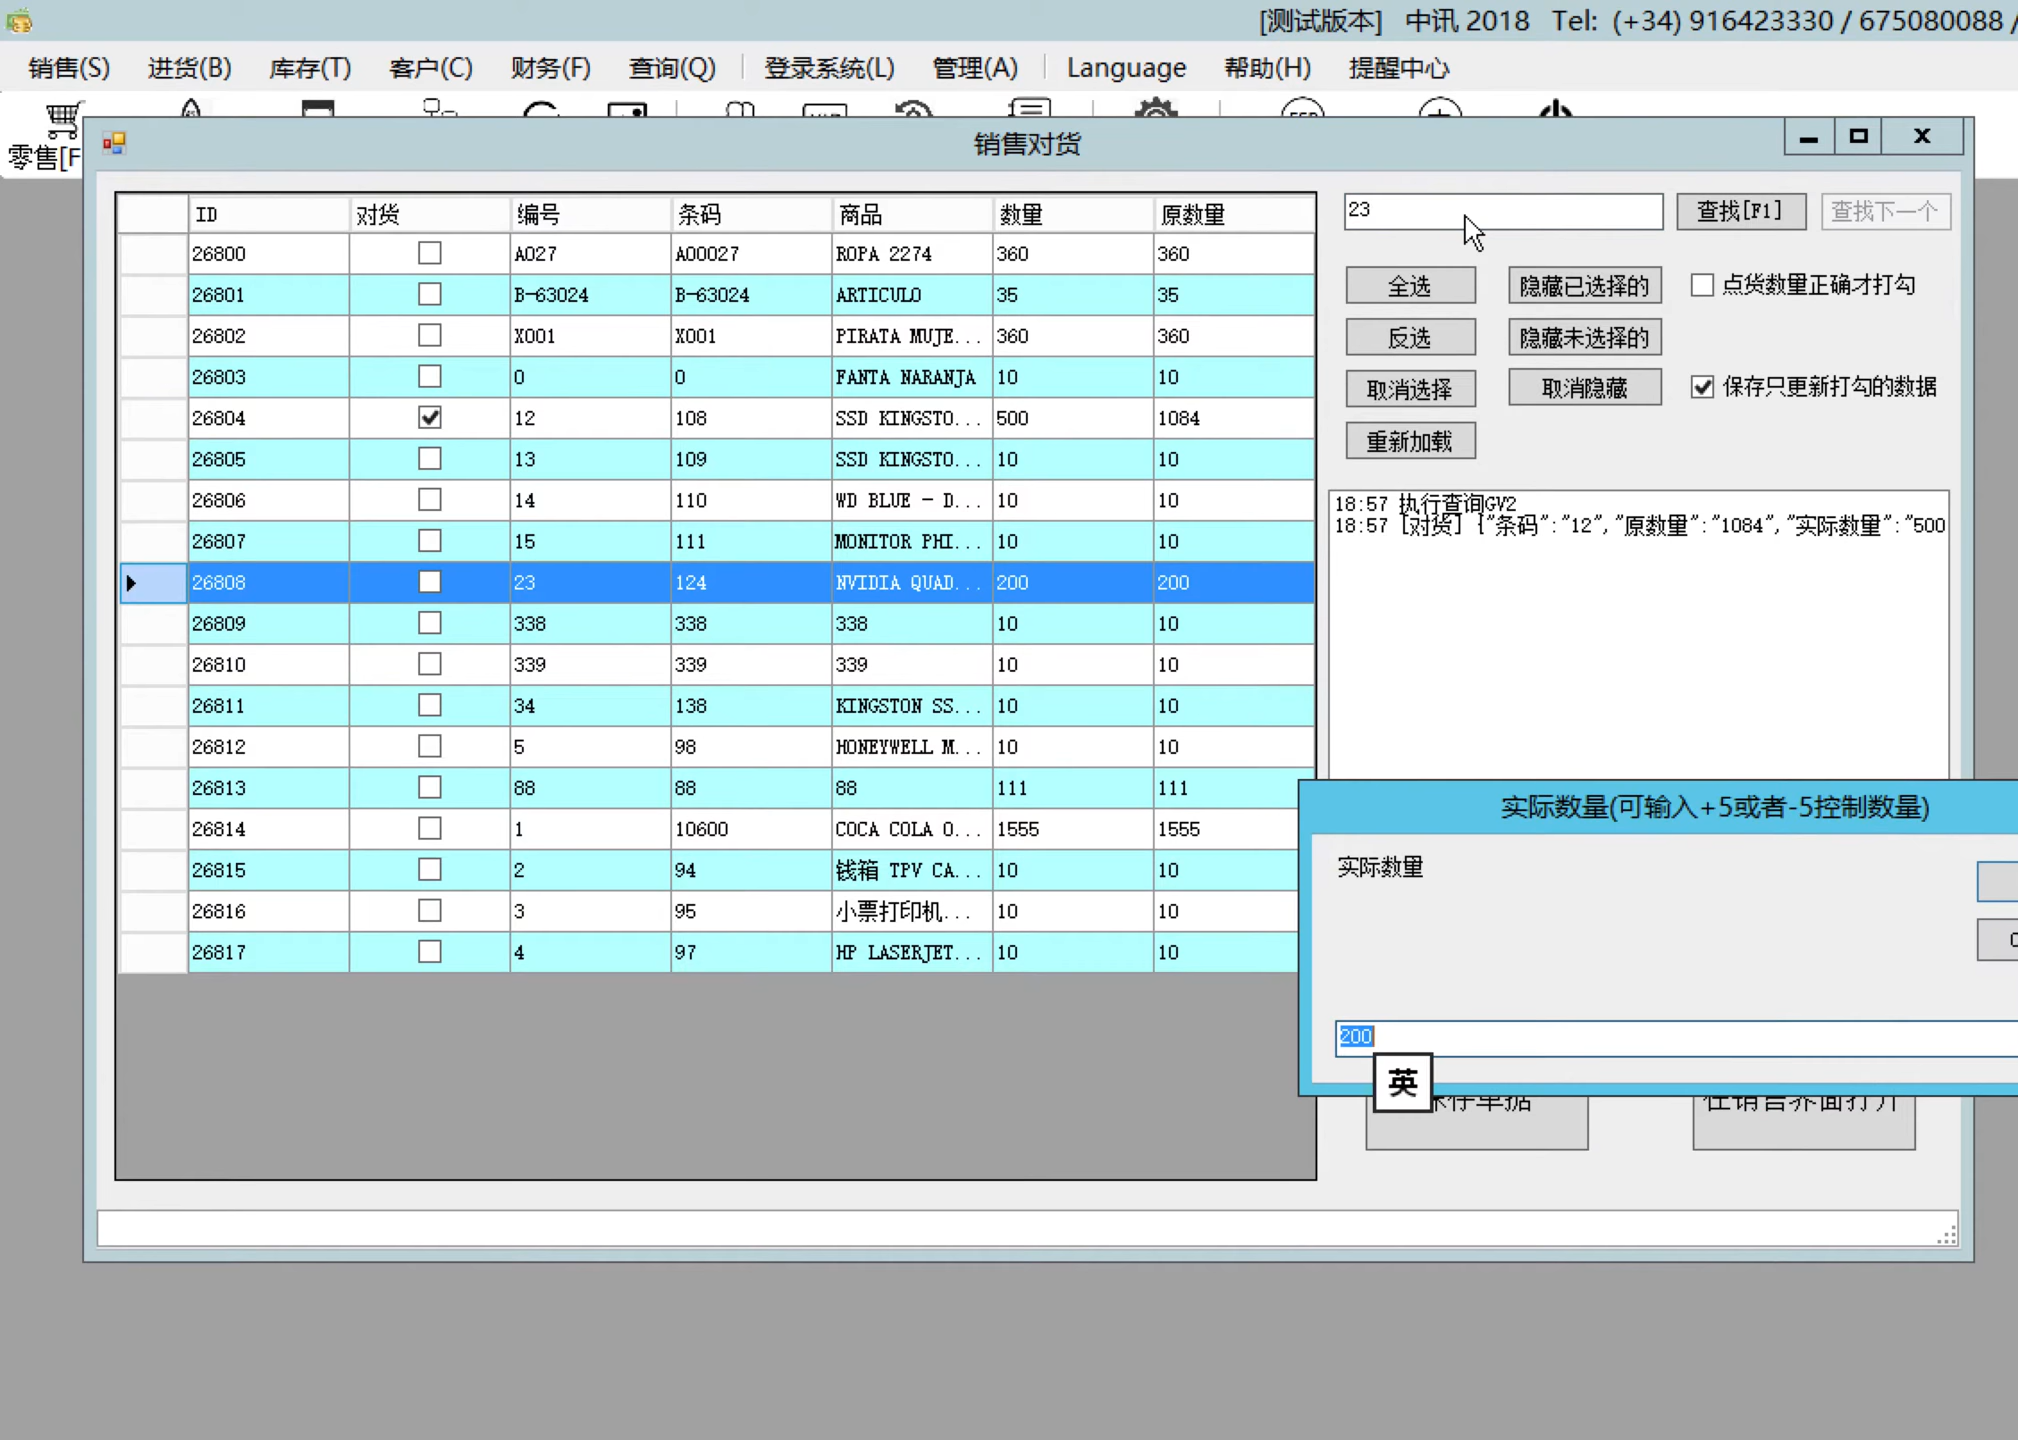 [测试版本] 中讯 2018 Tel: (+34) 916423330 / 675080088 /
销售(S) 进货(B) 库存(T) 客户(C) 财务(F) 查询(Q) 登录系统(L) 管理(A) Language 帮助(H) 提醒中心
零售[F
销售对货
ID 对货 编号 条码 商品 数量 原数量
26800 A027 A00027 ROPA 2274 360 360
26801 B-63024 B-63024 ARTICULO 35 35
26802 X001 X001 PIRATA MUJE... 360 360
26803 0 0 FANTA NARANJA 10 10
26804 12 108 SSD KINGSTO... 500 1084
26805 13 109 SSD KINGSTO... 10 10
26806 14 110 WD BLUE - D... 10 10
26807 15 111 MONITOR PHI... 10 10
26808 23 124 NVIDIA QUAD... 200 200
26809 338 338 338 10 10
26810 339 339 339 10 10
26811 34 138 KINGSTON SS... 10 10
26812 5 98 HONEYWELL M... 10 10
26813 88 88 88 111 111
26814 1 10600 COCA COLA O... 1555 1555
26815 2 94 钱箱 TPV CA... 10 10
26816 3 95 小票打印机... 10 10
26817 4 97 HP LASERJET... 10 10
23 查找[F1] 查找下一个
全选 隐藏已选择的 点货数量正确才打勾
反选 隐藏未选择的
取消选择 取消隐藏 保存只更新打勾的数据
重新加载
18:57 执行查询GV2
18:57 [对货] {"条码":"12","原数量":"1084","实际数量":"500
实际数量(可输入+5或者-5控制数量)
实际数量
200
英
保存单据 在销售界面打开